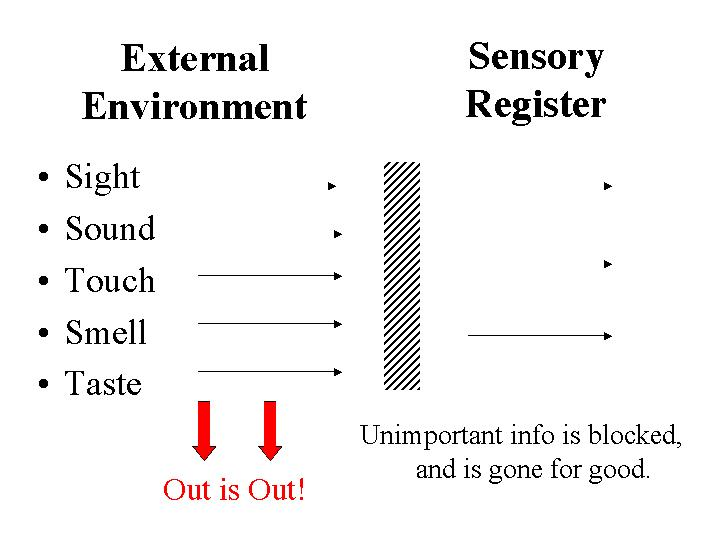 External
Environment
Sensory
Register
• Sight
• Sound
• Touch
• Smell
• Taste
Unimportant info is blocked,
and is gone for good.
Out is Out!